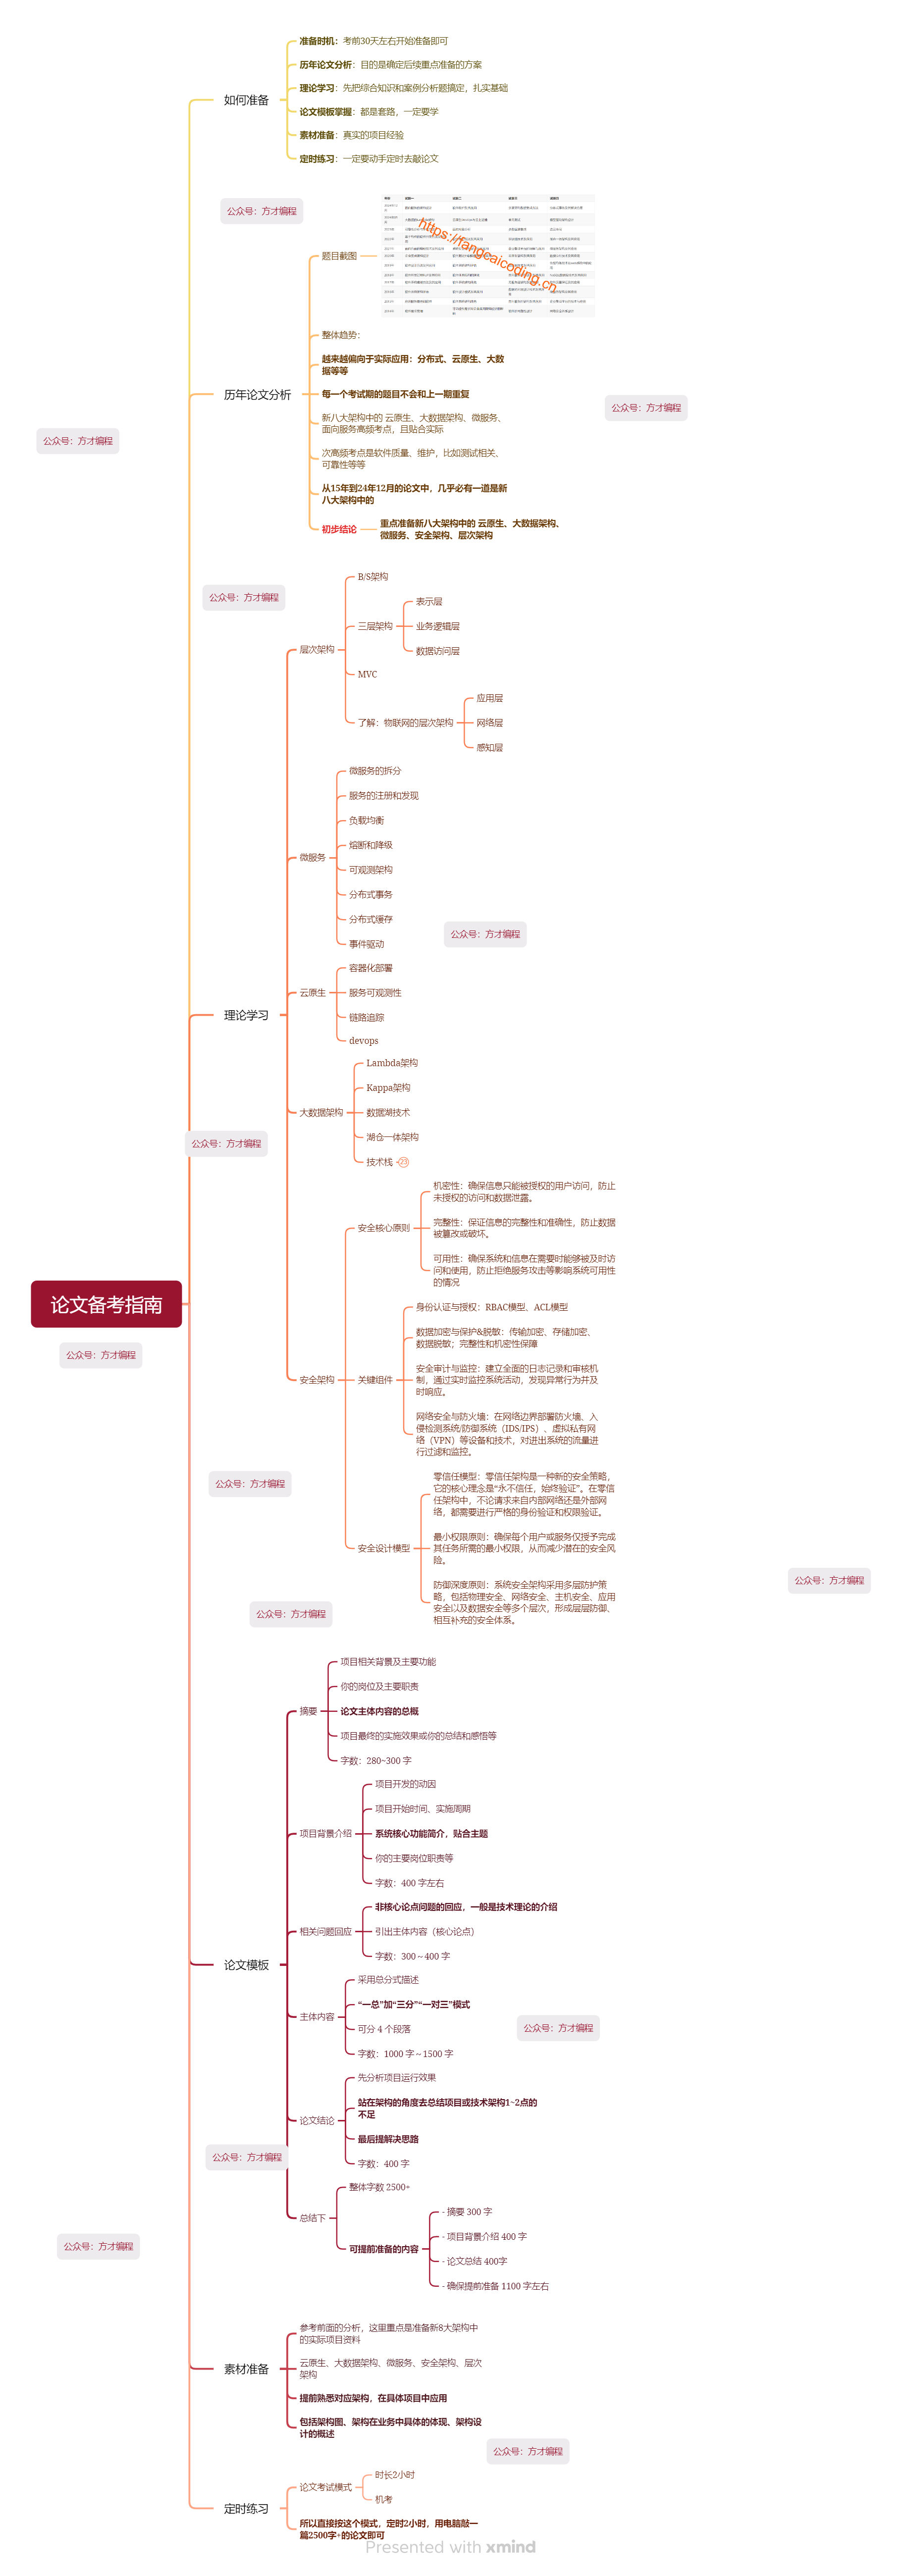 准备时机：考前30天左右开始准备即可
历年论文分析：目的是确定后续重点准备的方案
理论学习：先把综合知识和案例分析题搞定，扎实基础
如何准备
论文模板掌握：都是套路，一定要学
素材准备：真实的项目经验
定时练习：一定要动手定时去敲论文
公众号：方才编程
题目截图
https://fangcaicoding.cn
整体趋势：
越来越偏向于实际应用：分布式、云原生、大数
据等等
历年论文分析
每一个考试期的题目不会和上一期重复
公众号：方才编程
新八大架构中的 云原生、大数据架构、微服务、
面向服务高频考点，且贴合实际
公众号：方才编程
次高频考点是软件质量、维护，比如测试相关、
可靠性等等
从15年到24年12月的论文中，几乎必有一道是新
八大架构中的
初步结论
重点准备新八大架构中的 云原生、大数据架构、
微服务、安全架构、层次架构
B/S架构
公众号：方才编程
表示层
三层架构
业务逻辑层
层次架构
数据访问层
MVC
应用层
了解：物联网的层次架构
网络层
感知层
微服务的拆分
服务的注册和发现
负载均衡
熔断和降级
微服务
可观测架构
分布式事务
分布式缓存
公众号：方才编程
事件驱动
容器化部署
云原生
服务可观测性
理论学习
链路追踪
devops
Lambda架构
Kappa架构
大数据架构
数据湖技术
公众号：方才编程
湖仓一体架构
技术栈
23
机密性：确保信息只能被授权的用户访问，防止
未授权的访问和数据泄露。
安全核心原则
完整性：保证信息的完整性和准确性，防止数据
被篡改或破坏。
可用性：确保系统和信息在需要时能够被及时访
问和使用，防止拒绝服务攻击等影响系统可用性
的情况
论文备考指南
身份认证与授权：RBAC模型、ACL模型
数据加密与保护&脱敏：传输加密、存储加密、
数据脱敏；完整性和机密性保障
公众号：方才编程
安全架构
关键组件
安全审计与监控：建立全面的日志记录和审核机
制，通过实时监控系统活动，发现异常行为并及
时响应。
网络安全与防火墙：在网络边界部署防火墙、入
侵检测系统/防御系统（IDS/IPS）、虚拟私有网
络（VPN）等设备和技术，对进出系统的流量进
行过滤和监控。
公众号：方才编程
零信任模型：零信任架构是一种新的安全策略，
它的核心理念是“永不信任，始终验证”。在零信
任架构中，不论请求来自内部网络还是外部网
络，都需要进行严格的身份验证和权限验证。
安全设计模型
最小权限原则：确保每个用户或服务仅授予完成
其任务所需的最小权限，从而减少潜在的安全风
险。
公众号：方才编程
防御深度原则：系统安全架构采用多层防护策
略，包括物理安全、网络安全、主机安全、应用
安全以及数据安全等多个层次，形成层层防御、
相互补充的安全体系。
公众号：方才编程
项目相关背景及主要功能
你的岗位及主要职责
摘要
论文主体内容的总概
项目最终的实施效果或你的总结和感悟等
字数：280~300 字
项目开发的动因
项目开始时间、实施周期
项目背景介绍
系统核心功能简介，贴合主题
你的主要岗位职责等
字数：400 字左右
非核心论点问题的回应，一般是技术理论的介绍
相关问题回应
引出主体内容（核心论点）
字数：300 ~ 400 字
论文模板
采用总分式描述
“一总”加“三分”“一对三”模式
主体内容
可分 4 个段落
公众号：方才编程
字数：1000 字 ~ 1500 字
先分析项目运行效果
站在架构的角度去总结项目或技术架构1~2点的
不足
论文结论
最后提解决思路
公众号：方才编程
字数：400 字
整体字数 2500+
总结下
- 摘要 300 字
- 项目背景介绍 400 字
可提前准备的内容
公众号：方才编程
- 论文总结 400字
- 确保提前准备 1100 字左右
参考前面的分析，这里重点是准备新8大架构中
的实际项目资料
素材准备
云原生、大数据架构、微服务、安全架构、层次
架构
提前熟悉对应架构，在具体项目中应用
包括架构图、架构在业务中具体的体现、架构设
计的概述
公众号：方才编程
时长2小时
论文考试模式
机考
定时练习
所以直接按这个模式，定时2小时，用电脑敲一
篇2500字+的论文即可
Presented with xmind